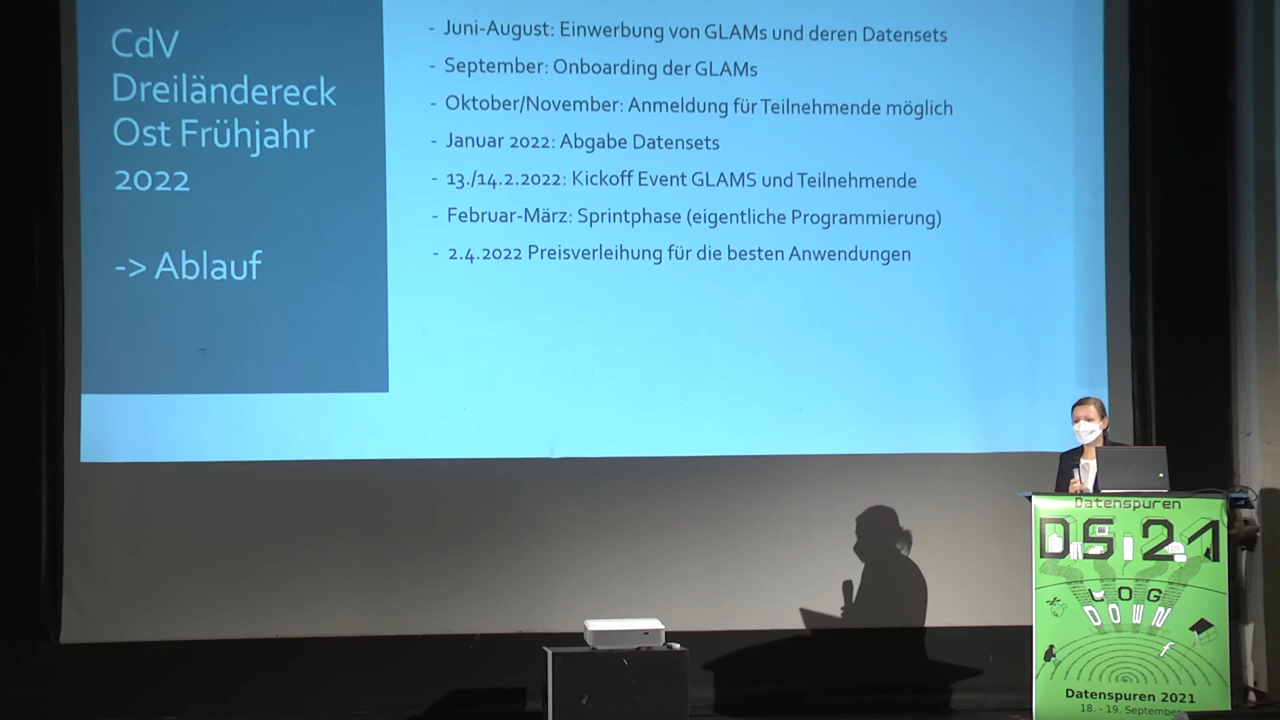 CdV
Dreiländereck
Ost Frühjahr
2022
-> Ablauf
- Juni-August: Einwerbung von GLAMs und deren Datensets
- September: Onboarding der GLAMs
- Oktober/November: Anmeldung für Teilnehmende möglich
- Januar 2022: Abgabe Datensets
- 13./14.2.2022: Kickoff Event GLAMS und Teilnehmende
- Februar-März: Sprintphase (eigentliche Programmierung)
- 2.4.2022 Preisverleihung für die besten Anwendungen
Datenspuren
DS:21
LOG
DOWN
Datenspuren 2021
18. - 19. September